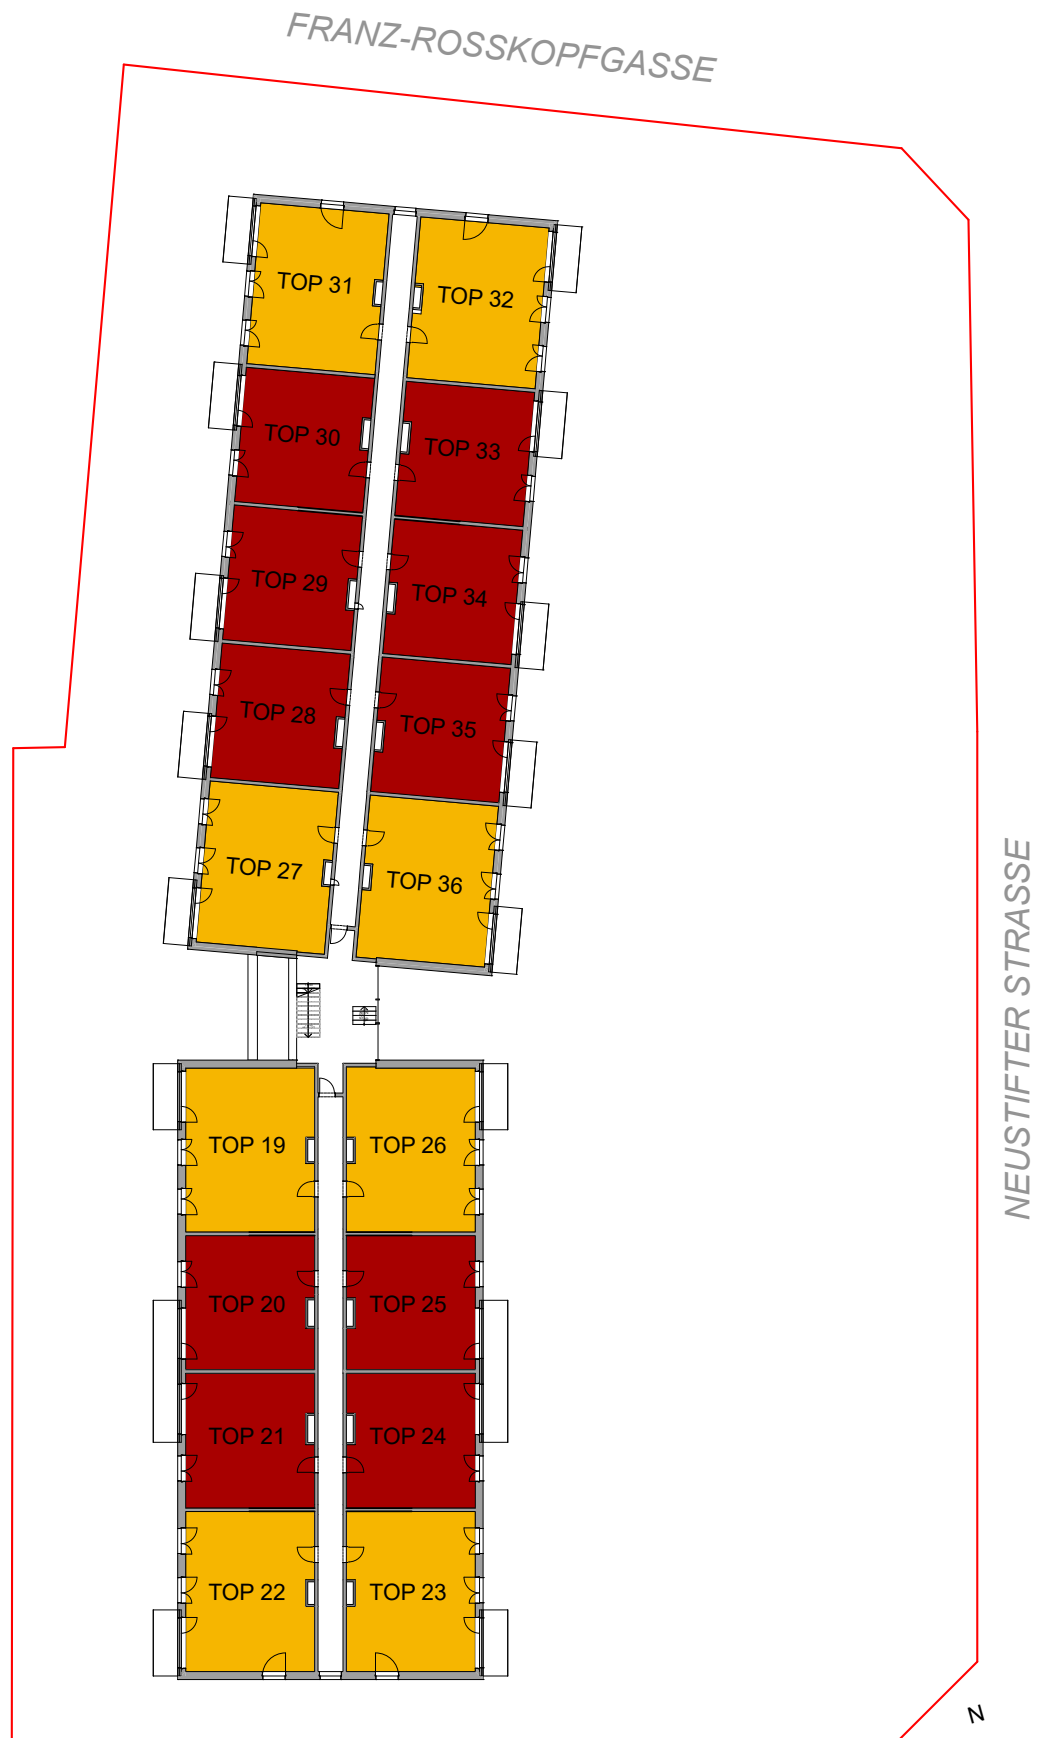 FRANZ-ROSSKOPFGASSE
TOP 31
TOP 32
TOP 30
TOP 33
TOP 29
TOP 34
TOP 28
TOP 35
TOP 27
TOP 36
NEUSTIFTER STRASSE
TOP 19
TOP 26
TOP 20
TOP 25
TOP 21
TOP 24
TOP 22
TOP 23
N